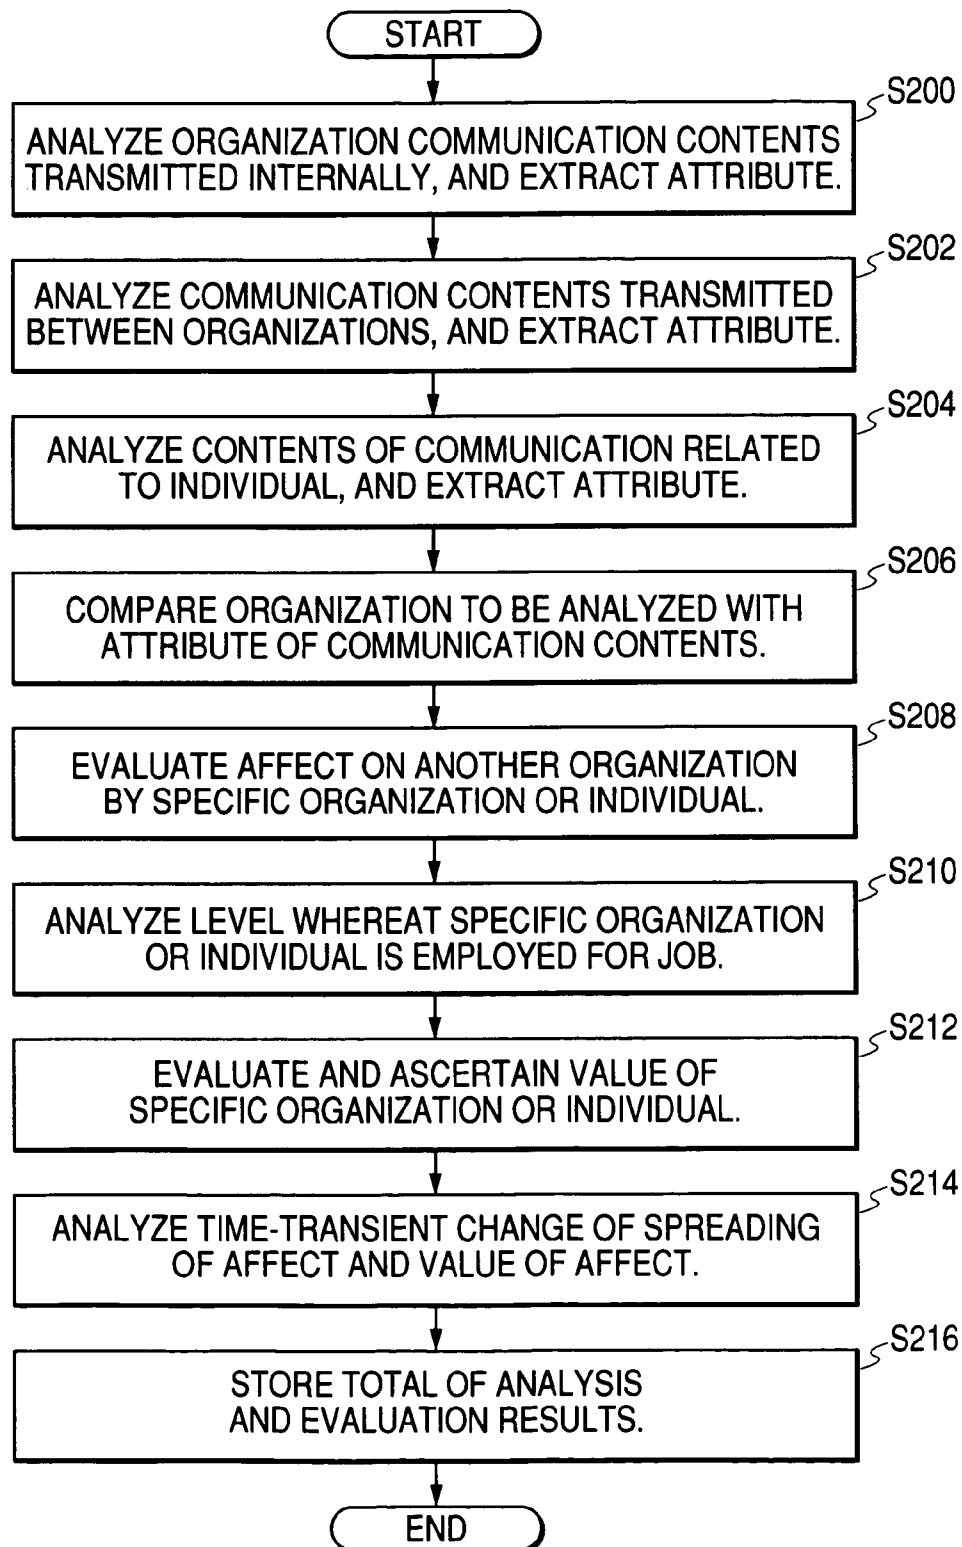 START
S200
ANALYZE ORGANIZATION COMMUNICATION CONTENTS
TRANSMITTED INTERNALLY, AND EXTRACT ATTRIBUTE.
S202
ANALYZE COMMUNICATION CONTENTS TRANSMITTED
BETWEEN ORGANIZATIONS, AND EXTRACT ATTRIBUTE.
S204
ANALYZE CONTENTS OF COMMUNICATION RELATED
TO INDIVIDUAL, AND EXTRACT ATTRIBUTE.
S206
COMPARE ORGANIZATION TO BE ANALYZED WITH
ATTRIBUTE OF COMMUNICATION CONTENTS.
S208
EVALUATE AFFECT ON ANOTHER ORGANIZATION
BY SPECIFIC ORGANIZATION OR INDIVIDUAL.
S210
ANALYZE LEVEL WHEREAT SPECIFIC ORGANIZATION
OR INDIVIDUAL IS EMPLOYED FOR JOB.
S212
EVALUATE AND ASCERTAIN VALUE OF
SPECIFIC ORGANIZATION OR INDIVIDUAL.
S214
ANALYZE TIME-TRANSIENT CHANGE OF SPREADING
OF AFFECT AND VALUE OF AFFECT.
S216
STORE TOTAL OF ANALYSIS
AND EVALUATION RESULTS.
END